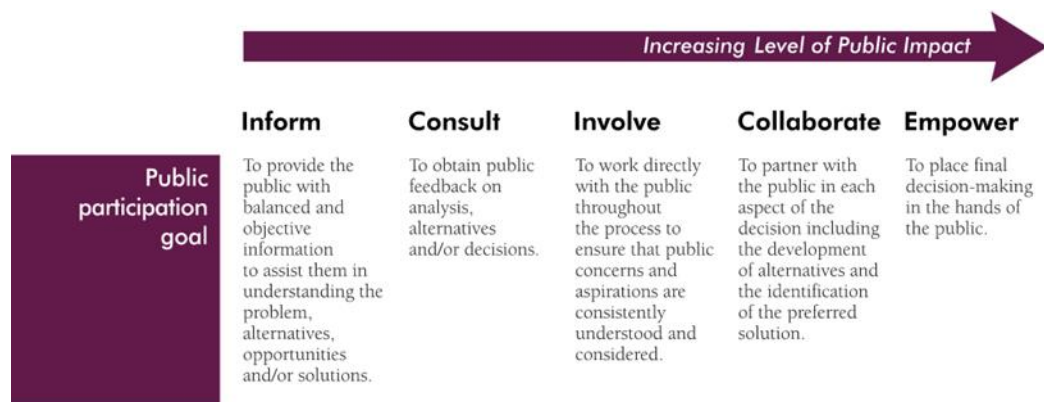 Increasing Level of Public Impact
Inform
Consult
Involve
Collaborate
Empower
Public
participation
goal
To provide the
public with
balanced and
objective
information
to assist them in
understanding the
problem,
alternatives,
opportunities
and/or solutions.
To obtain public
feedback on
analysis,
alternatives
and/or decisions.
To work directly
with the public
throughout
the process to
ensure that public
concerns and
aspirations are
consistently
understood and
considered.
To partner with
the public in each
aspect of the
decision including
the development
of alternatives and
the identification
of the preferred
solution.
To place final
decision-making
in the hands of
the public.